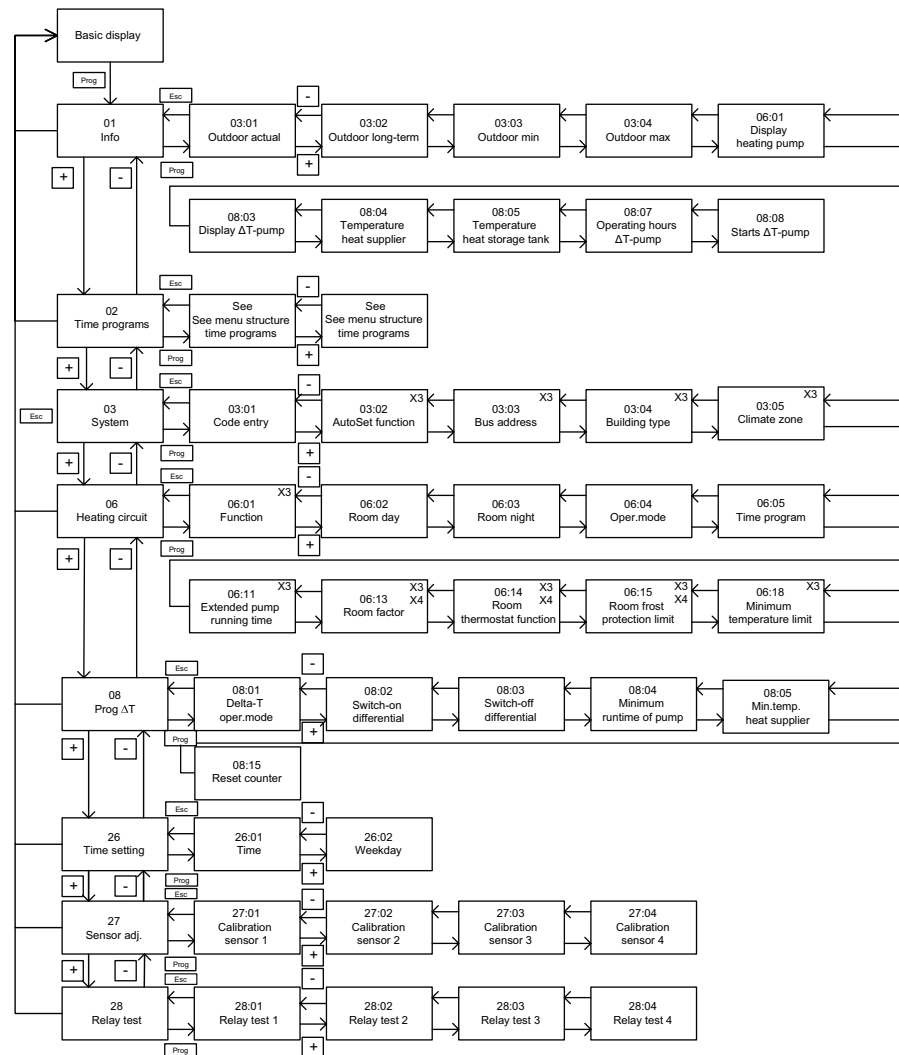 Basic display
Prog
Esc
-
01
Info
03:01
Outdoor actual
03:02
Outdoor long-term
03:03
Outdoor min
03:04
Outdoor max
06:01
Display
heating pump
+
-
Prog
+
08:03
Display ΔT-pump
08:04
Temperature
heat supplier
08:05
Temperature
heat storage tank
08:07
Operating hours
ΔT-pump
08:08
Starts ΔT-pump
Esc
-
02
Time programs
See
See menu structure
time programs
See
See menu structure
time programs
+
-
Prog
+
Esc
-
Esc
03
System
03:01
Code entry
X3
03:02
AutoSet function
X3
03:03
Bus address
X3
03:04
Building type
X3
03:05
Climate zone
+
-
Prog
+
Esc
-
06
Heating circuit
X3
06:01
Function
06:02
Room day
06:03
Room night
06:04
Oper.mode
06:05
Time program
+
-
Prog
+
X3
06:11
Extended pump
running time
X3
X4
06:13
Room factor
X3
X4
06:14
Room
thermostat function
X3
X4
06:15
Room frost
protection limit
X3
06:18
Minimum
temperature limit
Esc
-
08
Prog ΔT
08:01
Delta-T
oper.mode
08:02
Switch-on
differential
08:03
Switch-off
differential
08:04
Minimum
runtime of pump
08:05
Min.temp.
heat supplier
+
-
Prog
+
08:15
Reset counter
Esc
-
26
Time setting
26:01
Time
26:02
Weekday
+
-
Prog
+
Esc
-
27
Sensor adj.
27:01
Calibration
sensor 1
27:02
Calibration
sensor 2
27:03
Calibration
sensor 3
27:04
Calibration
sensor 4
+
-
Prog
+
Esc
-
28
Relay test
28:01
Relay test 1
28:02
Relay test 2
28:03
Relay test 3
28:04
Relay test 4
Prog
+